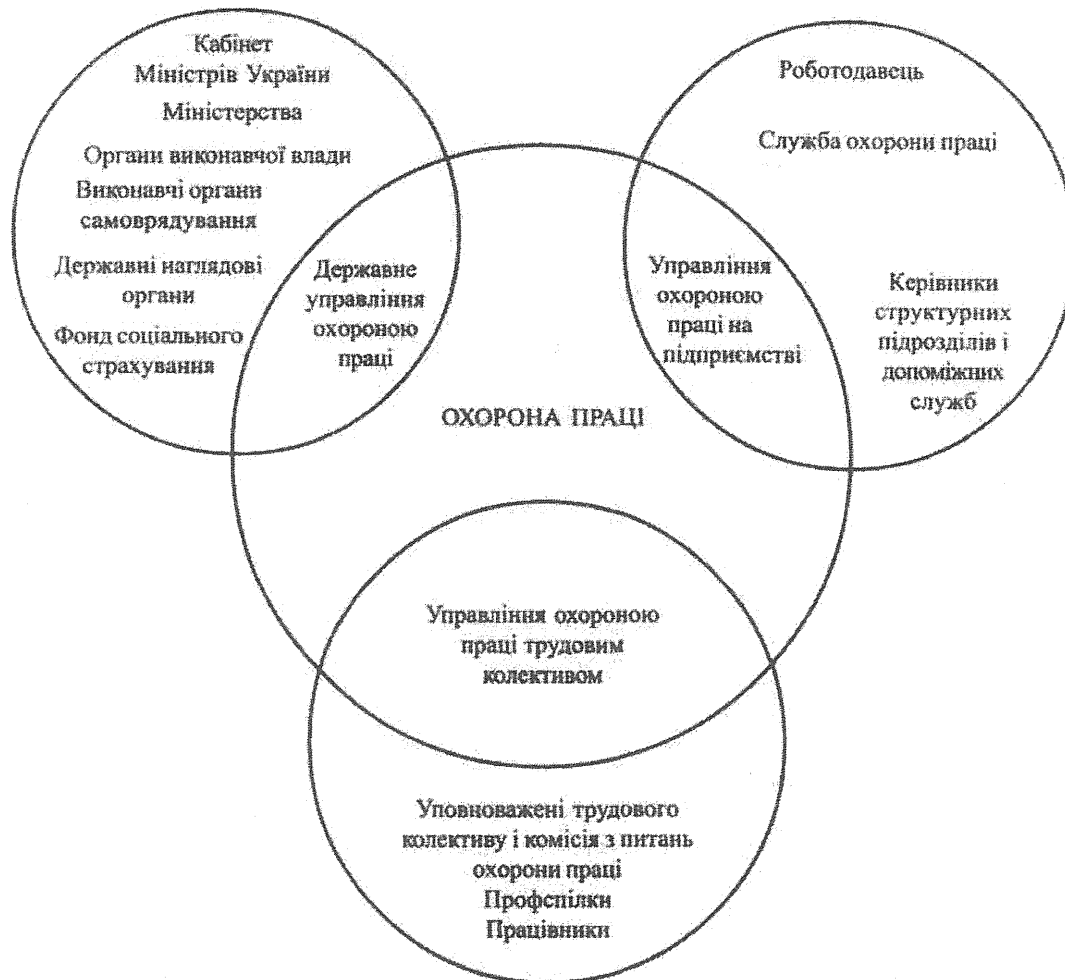 Кабінет
Міністрів України
Міністерства
Органи виконавчої влади
Виконавчі органи
самоврядування
Державні наглядові
органи
Фонд соціального
страхування
Державне
управління
охороною
праці
Роботодавець
Служба охорони праці
Управління
охороною
праці на
підприємстві
Керівники
структурних
підрозділів і
допоміжних
служб
ОХОРОНА ПРАЦІ
Управління охороною
праці трудовим
колективом
Уповноважені трудового
колективу і комісія з питань
охорони праці
Профспілки
Працівники